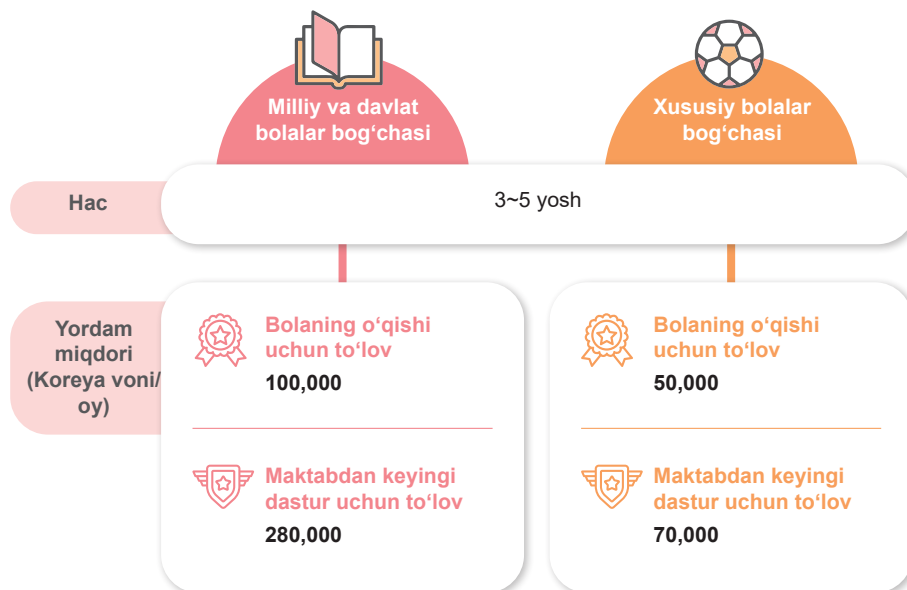 Milliy va davlat
bolalar bog‘chasi
Xususiy bolalar
bog‘chasi
Hac
3~5 yosh
Yordam
miqdori
(Koreya voni/
oy)
Bolaning o‘qishi
uchun to‘lov
100,000
Maktabdan keyingi
dastur uchun to‘lov
280,000
Bolaning o‘qishi
uchun to‘lov
50,000
Maktabdan keyingi
dastur uchun to‘lov
70,000